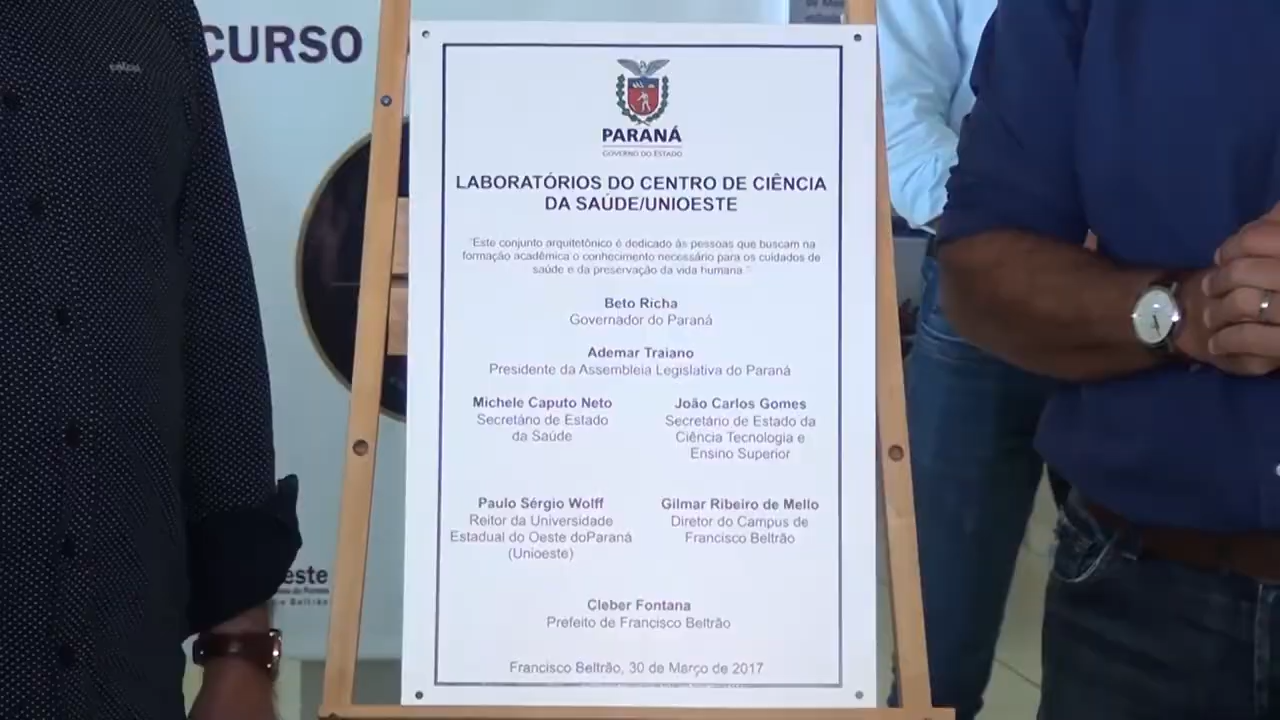 CURSO
PARANÁ
GOVERNO DO ESTADO
LABORATÓRIOS DO CENTRO DE CIÊNCIA
DA SAÚDE/UNIOESTE
"Este conjunto arquitetônico é dedicado às pessoas que buscam na
formação acadêmica o conhecimento necessário para os cuidados de
saúde e da preservação da vida humana."
Beto Richa
Governador do Paraná
Ademar Traiano
Presidente da Assembleia Legislativa do Paraná
Michele Caputo Neto
Secretário de Estado
da Saúde
João Carlos Gomes
Secretário de Estado da
Ciência Tecnologia e
Ensino Superior
Paulo Sérgio Wolff
Reitor da Universidade
Estadual do Oeste doParaná
(Unioeste)
Gilmar Ribeiro de Mello
Diretor do Campus de
Francisco Beltrão
Cleber Fontana
Prefeito de Francisco Beltrão
Francisco Beltrão, 30 de Março de 2017
este
Beltrão